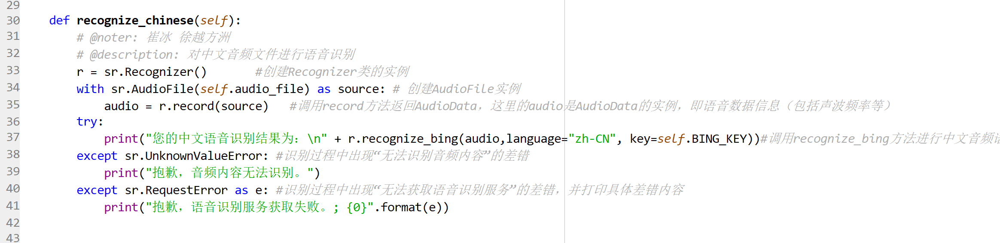 29
30 def recognize_chinese(self):
31 # @noter: 崔冰 徐越方洲
32 # @description: 对中文音频文件进行语音识别
33 r = sr.Recognizer() #创建Recognizer类的实例
34 with sr.AudioFile(self.audio_file) as source: # 创建AudioFile实例
35 audio = r.record(source) #调用record方法返回AudioData，这里的audio是AudioData的实例，即语音数据信息（包括声波频率等）
36 try:
37 print("您的中文语音识别结果为：\n" + r.recognize_bing(audio,language="zh-CN", key=self.BING_KEY))#调用recognize_bing方法进行中文音频
38 except sr.UnknownValueError: #识别过程中出现“无法识别音频内容”的差错
39 print("抱歉，音频内容无法识别。")
40 except sr.RequestError as e: #识别过程中出现“无法获取语音识别服务”的差错，并打印具体差错内容
41 print("抱歉，语音识别服务获取失败。; {0}".format(e))
42
43